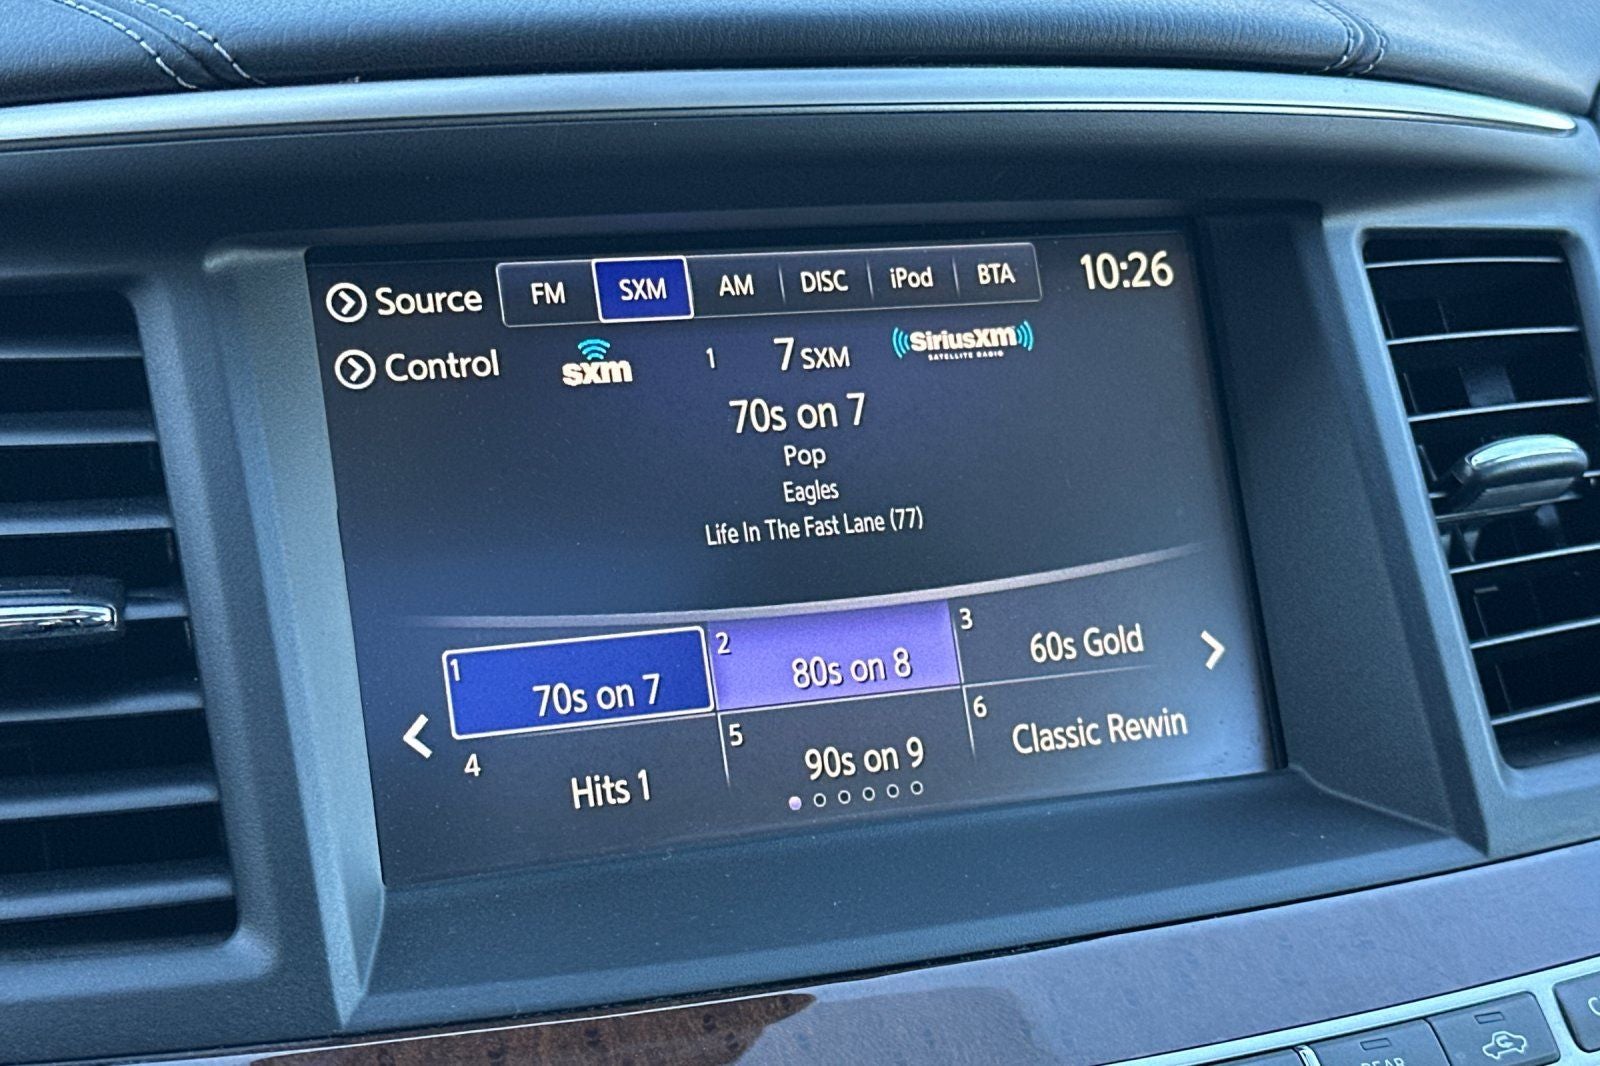 Source FM SXM AM DISC iPod BTA 10:26
Control sxm 1 7 SXM SiriusXM
SATELLITE RADIO
70s on 7
Pop
Eagles
Life In The Fast Lane (77)
1 70s on 7
2 80s on 8
3 60s Gold
4 Hits 1
5 90s on 9
6 Classic Rewin
REAR